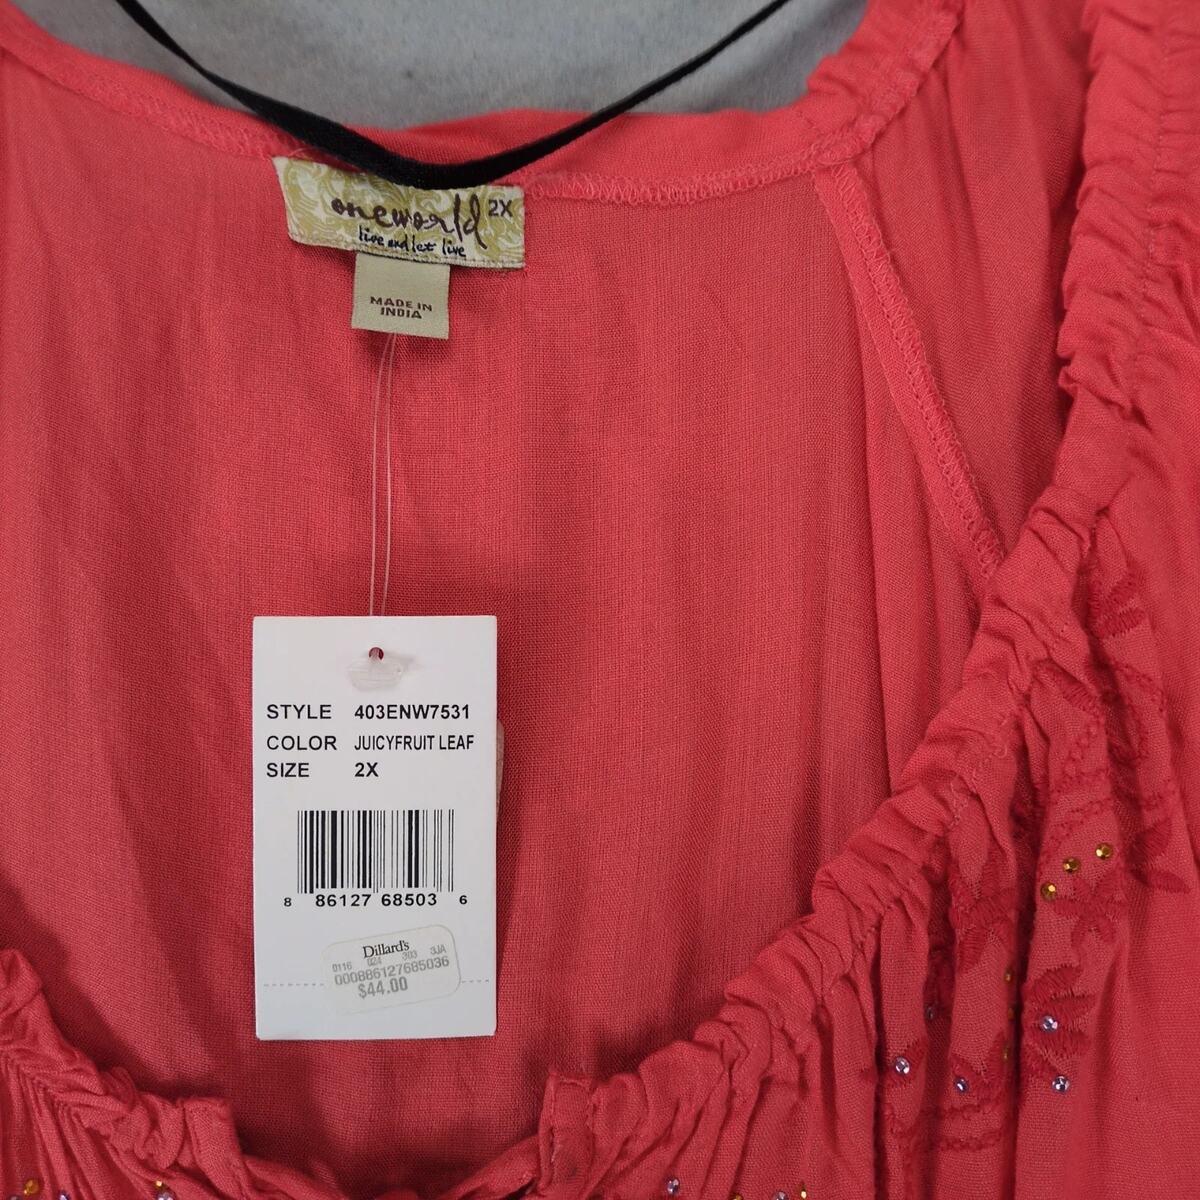 oneworld 2X
live and let live
MADE IN
INDIA
STYLE 403ENW7531
COLOR JUICYFRUIT LEAF
SIZE 2X
8 86127 68503 6
Dillard's
0116 024 303 3JA
000886127685036
$44.00